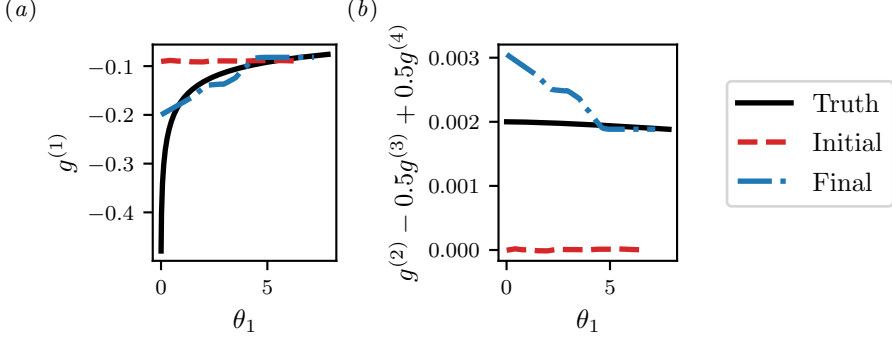 (a)
−0.1
−0.2
−0.3
−0.4
g^{(1)}
0
5
θ_1
(b)
0.003
0.002
0.001
0.000
g^{(2)} − 0.5g^{(3)} + 0.5g^{(4)}
0
5
θ_1
Truth
Initial
Final